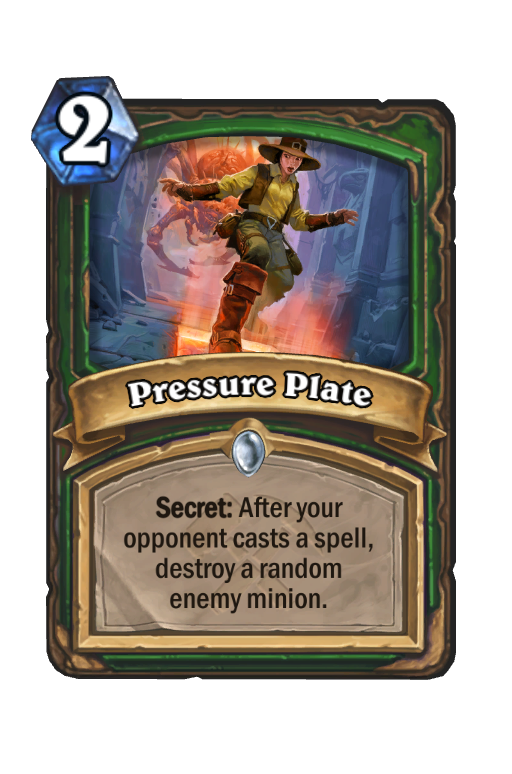 2
Pressure Plate
Secret: After your
opponent casts a spell,
destroy a random
enemy minion.